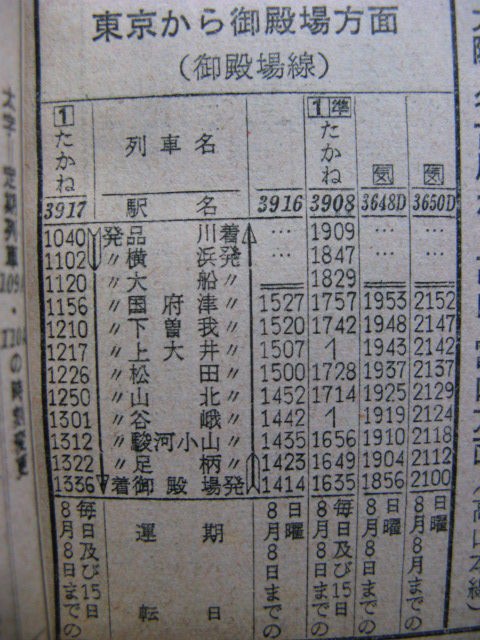 東京から御殿場方面
(御殿場線)
1 たかね 列車名 1 準 たかね 気 気
3917 駅名 3916 3908 3648D 3650D
1040 発 品川 着 … 1909 … …
1102 〃 横浜 発 … 1847 … …
1120 〃 大船 〃 1829
1156 〃 国府津 〃 1527 1757 1953 2152
1210 〃 下曽我 〃 1520 1742 1948 2147
1217 〃 上大井 〃 1507 1943 2142
1226 〃 松田 〃 1500 1728 1937 2137
1250 〃 山北 〃 1452 1714 1925 2129
1301 〃 谷峨 〃 1442 1919 2124
1312 〃 駿河小山 〃 1435 1656 1910 2118
1322 〃 足柄 〃 1423 1649 1904 2112
1336 着 御殿場 発 1414 1635 1856 2100
毎日及び15日
8月8日までの
運転期日
日曜
8月8日までの
毎日及び15日
8月8日までの
日曜
8月8日までの
日曜
8月8日までの